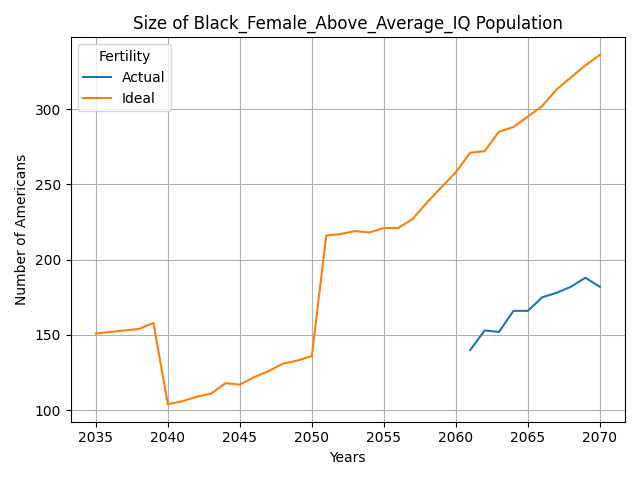 Size of Black_Female_Above_Average_IQ Population
Fertility
Actual
Ideal
Number of Americans
300
250
200
150
100
2035 2040 2045 2050 2055 2060 2065 2070
Years